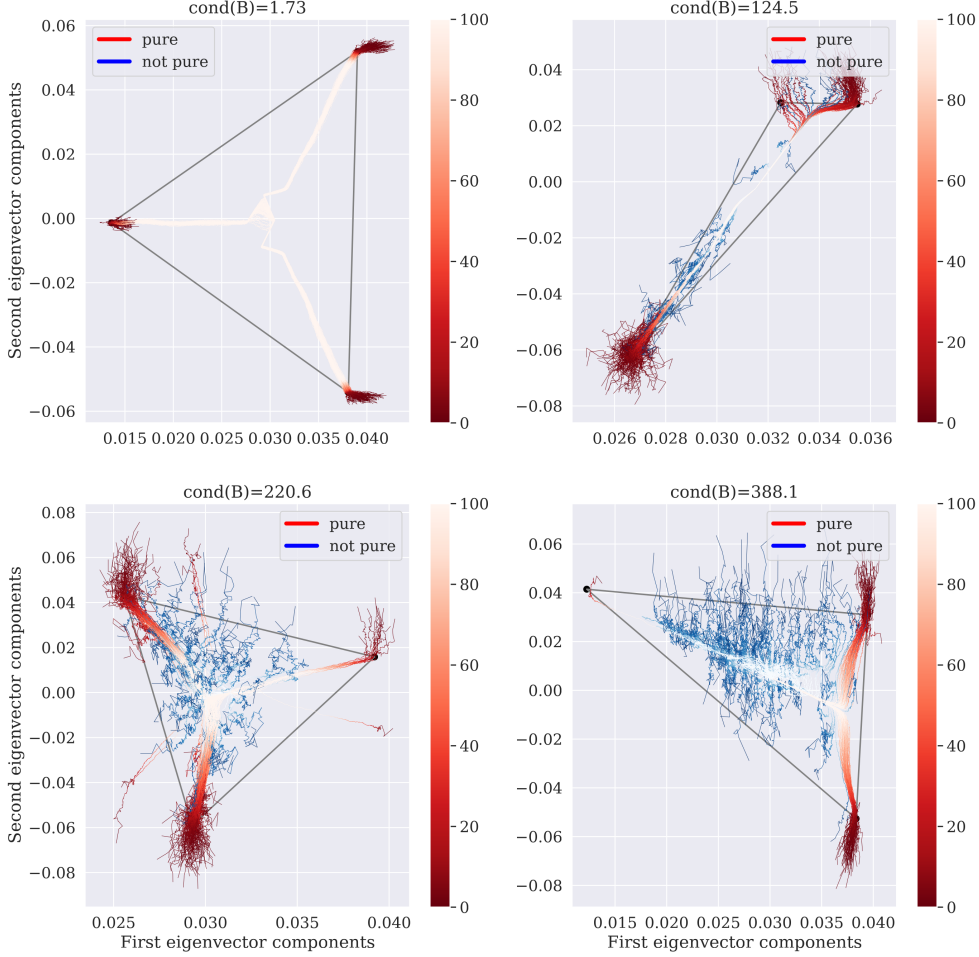 cond(B)=1.73
pure
not pure
0.06
0.04
0.02
0.00
−0.02
−0.04
−0.06
0.015 0.020 0.025 0.030 0.035 0.040
Second eigenvector components
100
80
60
40
20
0
cond(B)=124.5
pure
not pure
0.04
0.02
0.00
−0.02
−0.04
−0.06
−0.08
0.026 0.028 0.030 0.032 0.034 0.036
100
80
60
40
20
0
cond(B)=220.6
pure
not pure
0.08
0.06
0.04
0.02
0.00
−0.02
−0.04
−0.06
−0.08
0.025 0.030 0.035 0.040
First eigenvector components
Second eigenvector components
100
80
60
40
20
0
cond(B)=388.1
pure
not pure
0.06
0.04
0.02
0.00
−0.02
−0.04
−0.06
−0.08
0.015 0.020 0.025 0.030 0.035 0.040
First eigenvector components
100
80
60
40
20
0